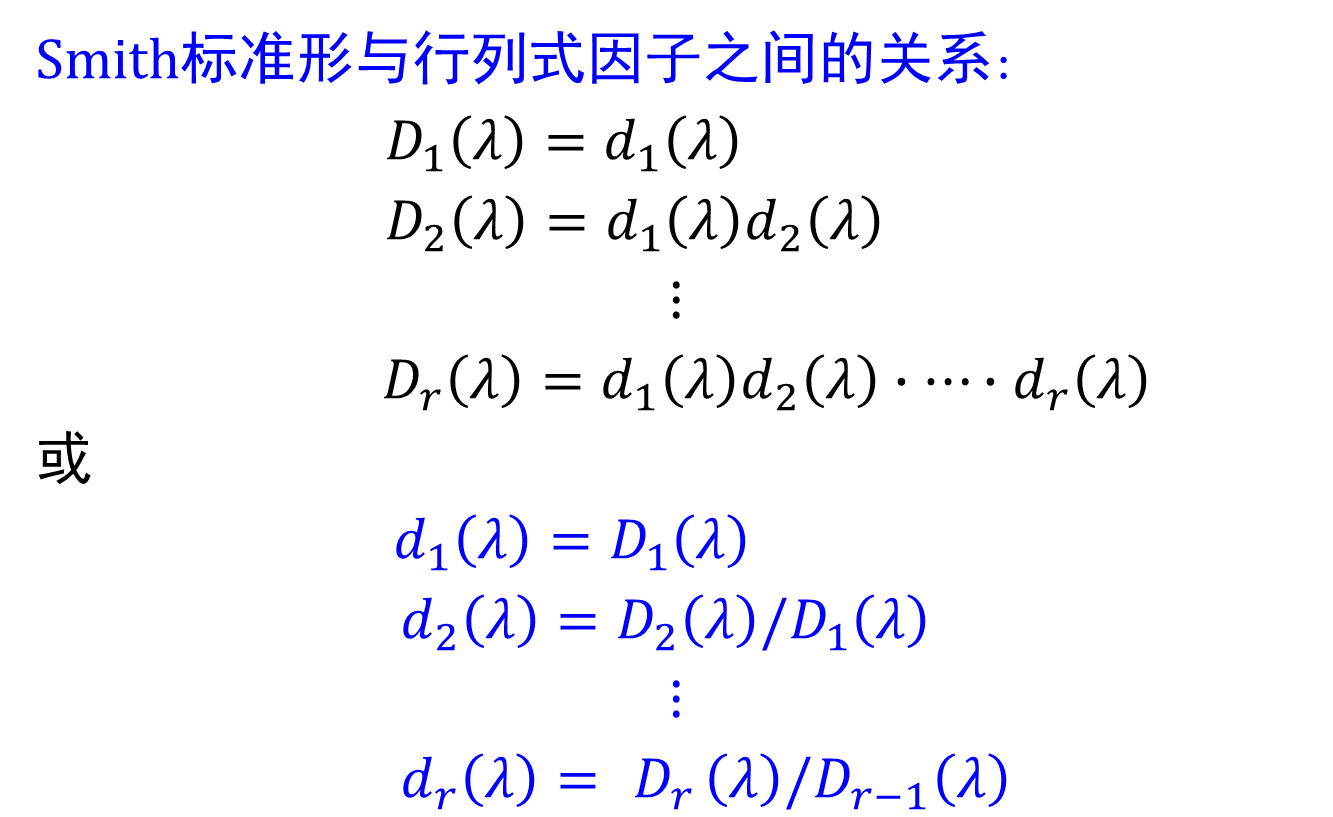 Smith标准形与行列式因子之间的关系:
D₁(λ) = d₁(λ)
D₂(λ) = d₁(λ)d₂(λ)
⋮
Dᵣ(λ) = d₁(λ)d₂(λ) · ⋯ · dᵣ(λ)
或
d₁(λ) = D₁(λ)
d₂(λ) = D₂(λ)/D₁(λ)
⋮
dᵣ(λ) = Dᵣ (λ)/Dᵣ₋₁(λ)